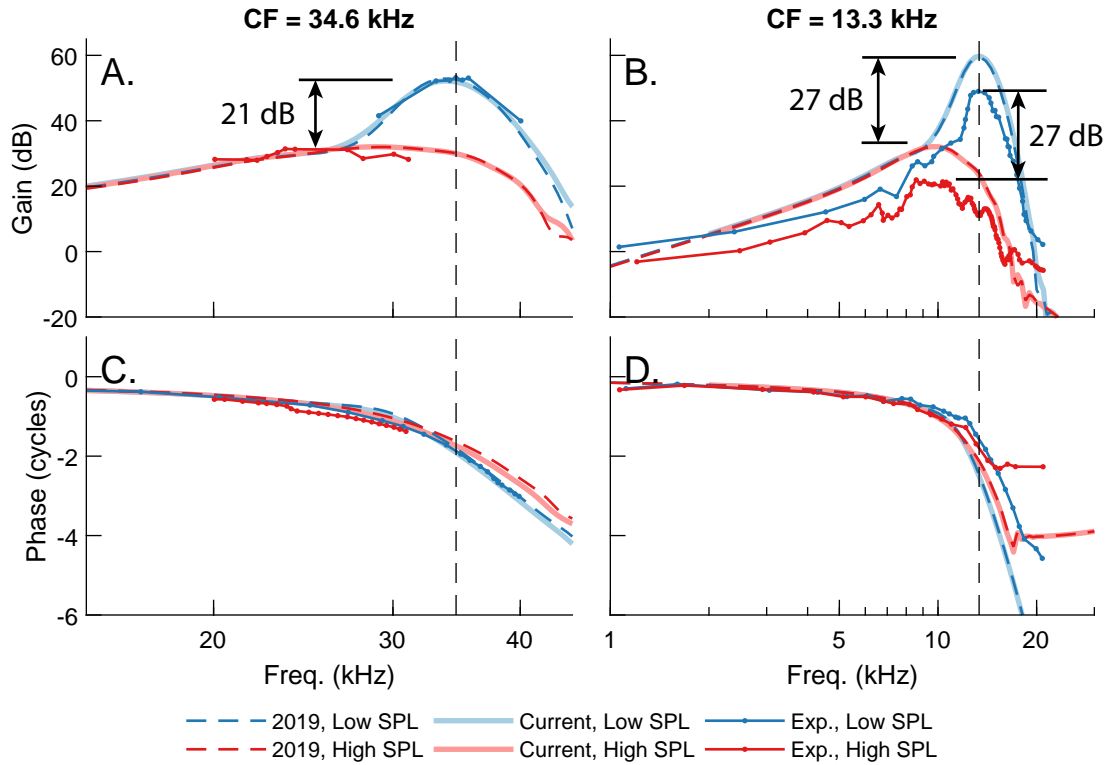 CF = 34.6 kHz
CF = 13.3 kHz
60
40
20
0
-20
Gain (dB)
A.
21 dB
B.
27 dB
27 dB
0
-2
-4
-6
Phase (cycles)
C.
D.
20
30
40
1
5
10
20
Freq. (kHz)
Freq. (kHz)
2019, Low SPL
Current, Low SPL
Exp., Low SPL
2019, High SPL
Current, High SPL
Exp., High SPL